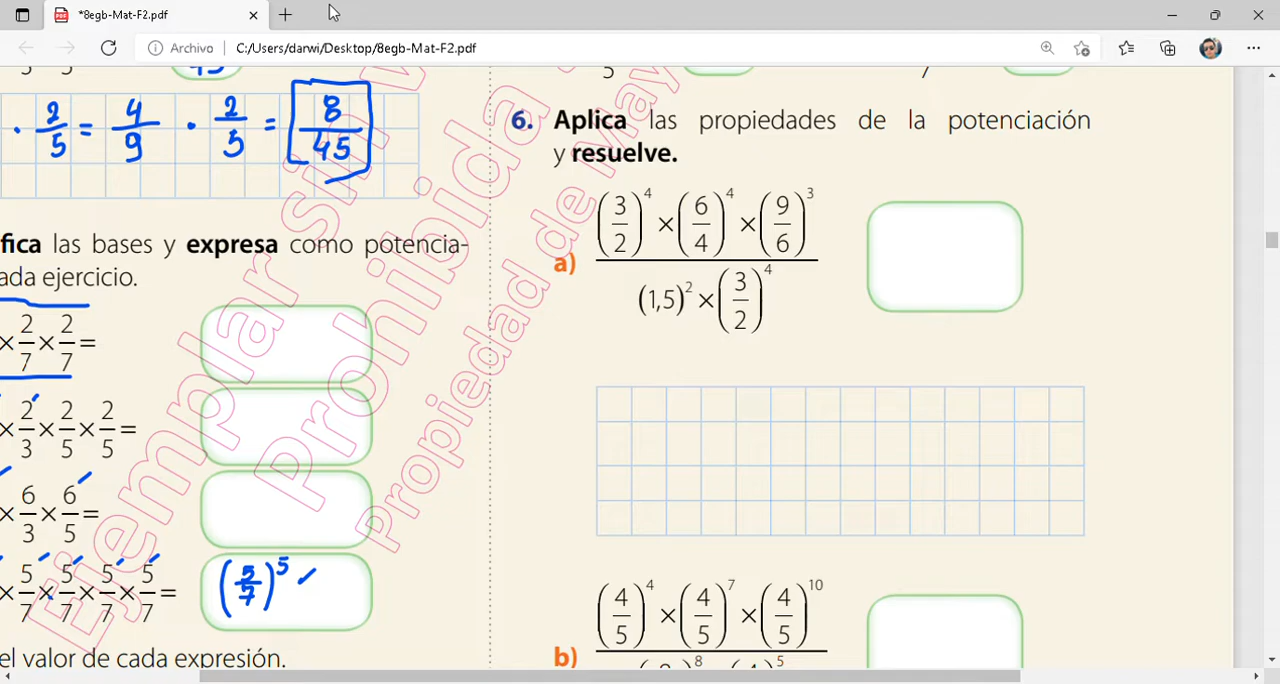 *8egb-Mat-F2.pdf
Archivo | C:/Users/darwi/Desktop/8egb-Mat-F2.pdf
· 2/5 = 4/9 · 2/5 = 8/45
fica las bases y expresa como potencia-
ada ejercicio.
× 2/7 × 2/7 =
× 2/3 × 2/5 × 2/5 =
× 6/3 × 6/5 =
× 5/7 × 5/7 × 5/7 × 5/7 = (5/7)^5 ✓
el valor de cada expresión.
5
7
6. Aplica las propiedades de la potenciación
y resuelve.
a) (3/2)^4 × (6/4)^4 × (9/6)^3
(1,5)^2 × (3/2)^4
b) (4/5)^4 × (4/5)^7 × (4/5)^10
Ejemplar sin
Prohibida
Propiedad de May